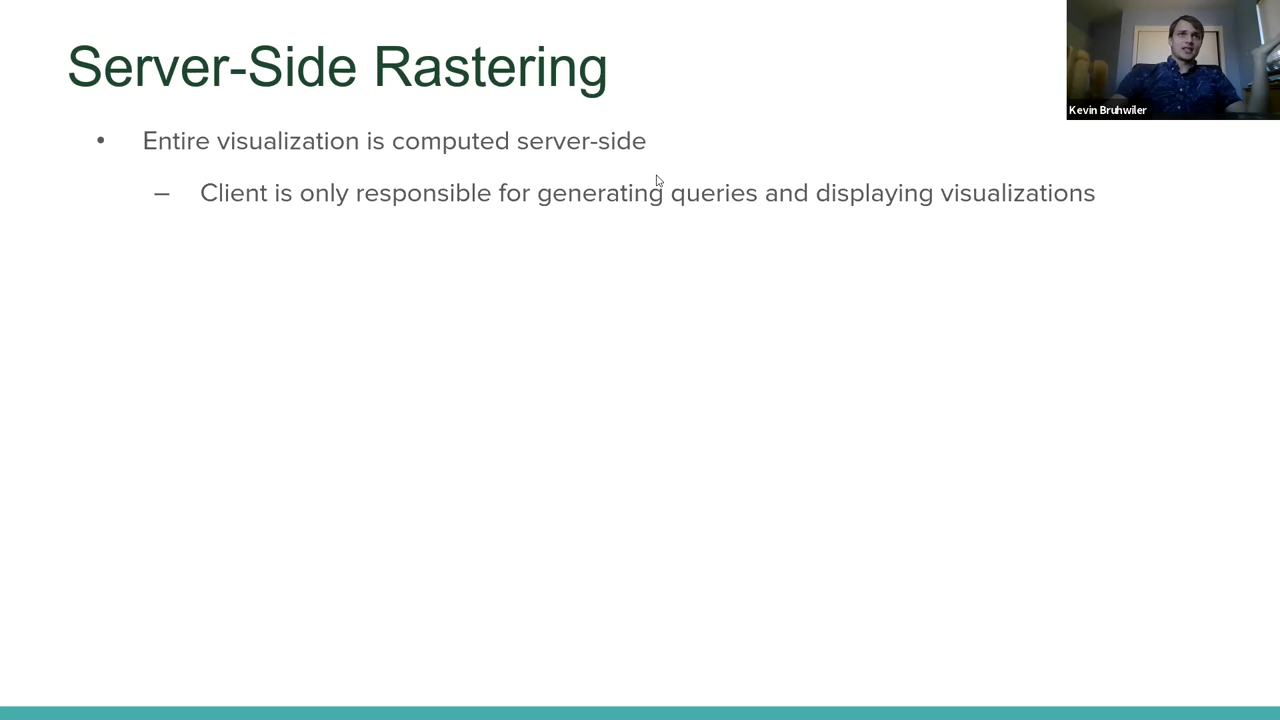 Server-Side Rastering
Kevin Bruhwiler
• Entire visualization is computed server-side
– Client is only responsible for generating queries and displaying visualizations